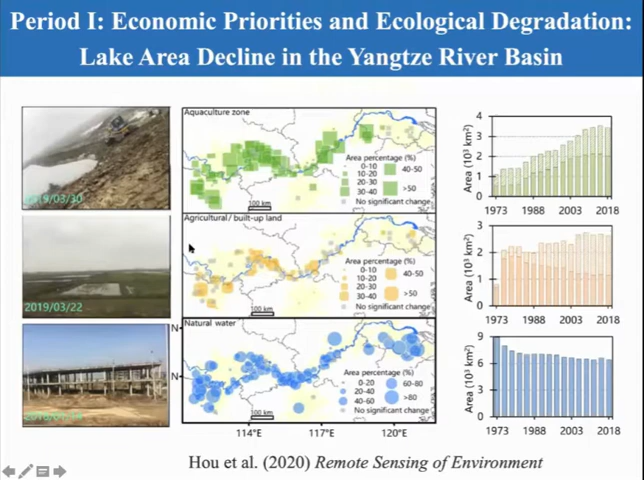 Period I: Economic Priorities and Ecological Degradation:
Lake Area Decline in the Yangtze River Basin
2019/03/30
2019/03/22
Aquaculture zone
Area percentage (%)
0-10
10-20
20-30
30-40
40-50
>50
No significant change
100 km
Agricultural / built-up land
Area percentage (%)
0-10
10-20
20-30
30-40
40-50
>50
No significant change
100 km
Natural water
Area percentage (%)
0-20
20-40
40-60
60-80
>80
No significant change
100 km
N
N
114°E
117°E
120°E
Area (10³ km²)
4
3
2
1
0
1973
1988
2003
2018
Area (10³ km²)
3
2
1
0
1973
1988
2003
2018
Area (10³ km²)
9
6
3
0
1973
1988
2003
2018
Hou et al. (2020) Remote Sensing of Environment